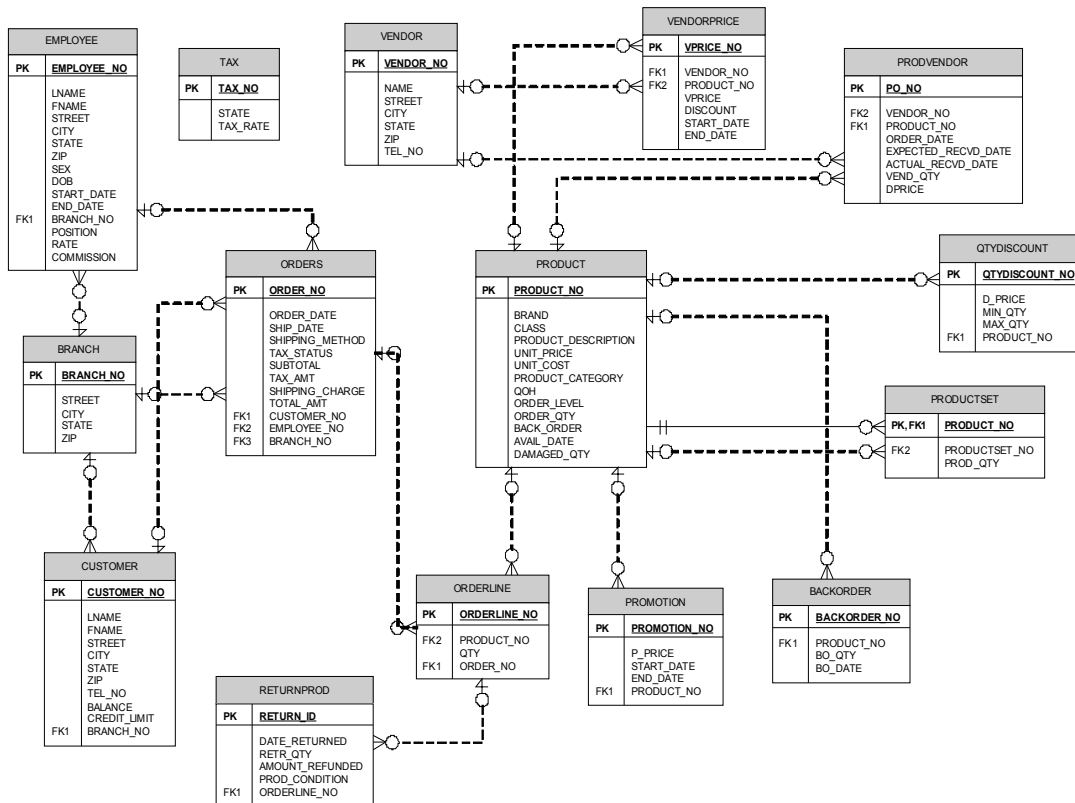 EMPLOYEE
PK EMPLOYEE_NO
LNAME
FNAME
STREET
CITY
STATE
ZIP
SEX
DOB
START_DATE
END_DATE
FK1 BRANCH_NO
POSITION
RATE
COMMISSION
TAX
PK TAX_NO
STATE
TAX_RATE
VENDOR
PK VENDOR_NO
NAME
STREET
CITY
STATE
ZIP
TEL_NO
VENDORPRICE
PK VPRICE_NO
FK1 VENDOR_NO
FK2 PRODUCT_NO
VPRICE
DISCOUNT
START_DATE
END_DATE
PRODVENDOR
PK PO_NO
FK2 VENDOR_NO
FK1 PRODUCT_NO
ORDER_DATE
EXPECTED_RECVD_DATE
ACTUAL_RECVD_DATE
VEND_QTY
DPRICE
ORDERS
PK ORDER_NO
ORDER_DATE
SHIP_DATE
SHIPPING_METHOD
TAX_STATUS
SUBTOTAL
TAX_AMT
SHIPPING_CHARGE
TOTAL_AMT
FK1 CUSTOMER_NO
FK2 EMPLOYEE_NO
FK3 BRANCH_NO
PRODUCT
PK PRODUCT_NO
BRAND
CLASS
PRODUCT_DESCRIPTION
UNIT_PRICE
UNIT_COST
PRODUCT_CATEGORY
QOH
ORDER_LEVEL
ORDER_QTY
BACK_ORDER
AVAIL_DATE
DAMAGED_QTY
QTYDISCOUNT
PK QTYDISCOUNT_NO
D_PRICE
MIN_QTY
MAX_QTY
FK1 PRODUCT_NO
BRANCH
PK BRANCH_NO
STREET
CITY
STATE
ZIP
PRODUCTSET
PK,FK1 PRODUCT_NO
FK2 PRODUCTSET_NO
PROD_QTY
CUSTOMER
PK CUSTOMER_NO
LNAME
FNAME
STREET
CITY
STATE
ZIP
TEL_NO
BALANCE
CREDIT_LIMIT
FK1 BRANCH_NO
ORDERLINE
PK ORDERLINE_NO
FK2 PRODUCT_NO
QTY
FK1 ORDER_NO
PROMOTION
PK PROMOTION_NO
P_PRICE
START_DATE
END_DATE
FK1 PRODUCT_NO
BACKORDER
PK BACKORDER_NO
FK1 PRODUCT_NO
BO_QTY
BO_DATE
RETURNPROD
PK RETURN_ID
DATE_RETURNED
RETR_QTY
AMOUNT_REFUNDED
PROD_CONDITION
FK1 ORDERLINE_NO